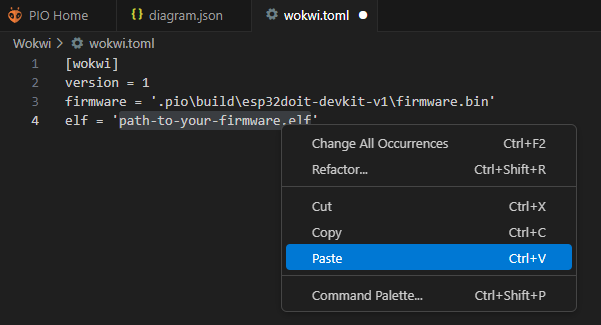 PIO Home
{} diagram.json
wokwi.toml
Wokwi > wokwi.toml
1 [wokwi]
2 version = 1
3 firmware = '.pio\build\esp32doit-devkit-v1\firmware.bin'
4 elf = 'path-to-your-firmware.elf'
Change All Occurrences Ctrl+F2
Refactor... Ctrl+Shift+R
Cut Ctrl+X
Copy Ctrl+C
Paste Ctrl+V
Command Palette... Ctrl+Shift+P